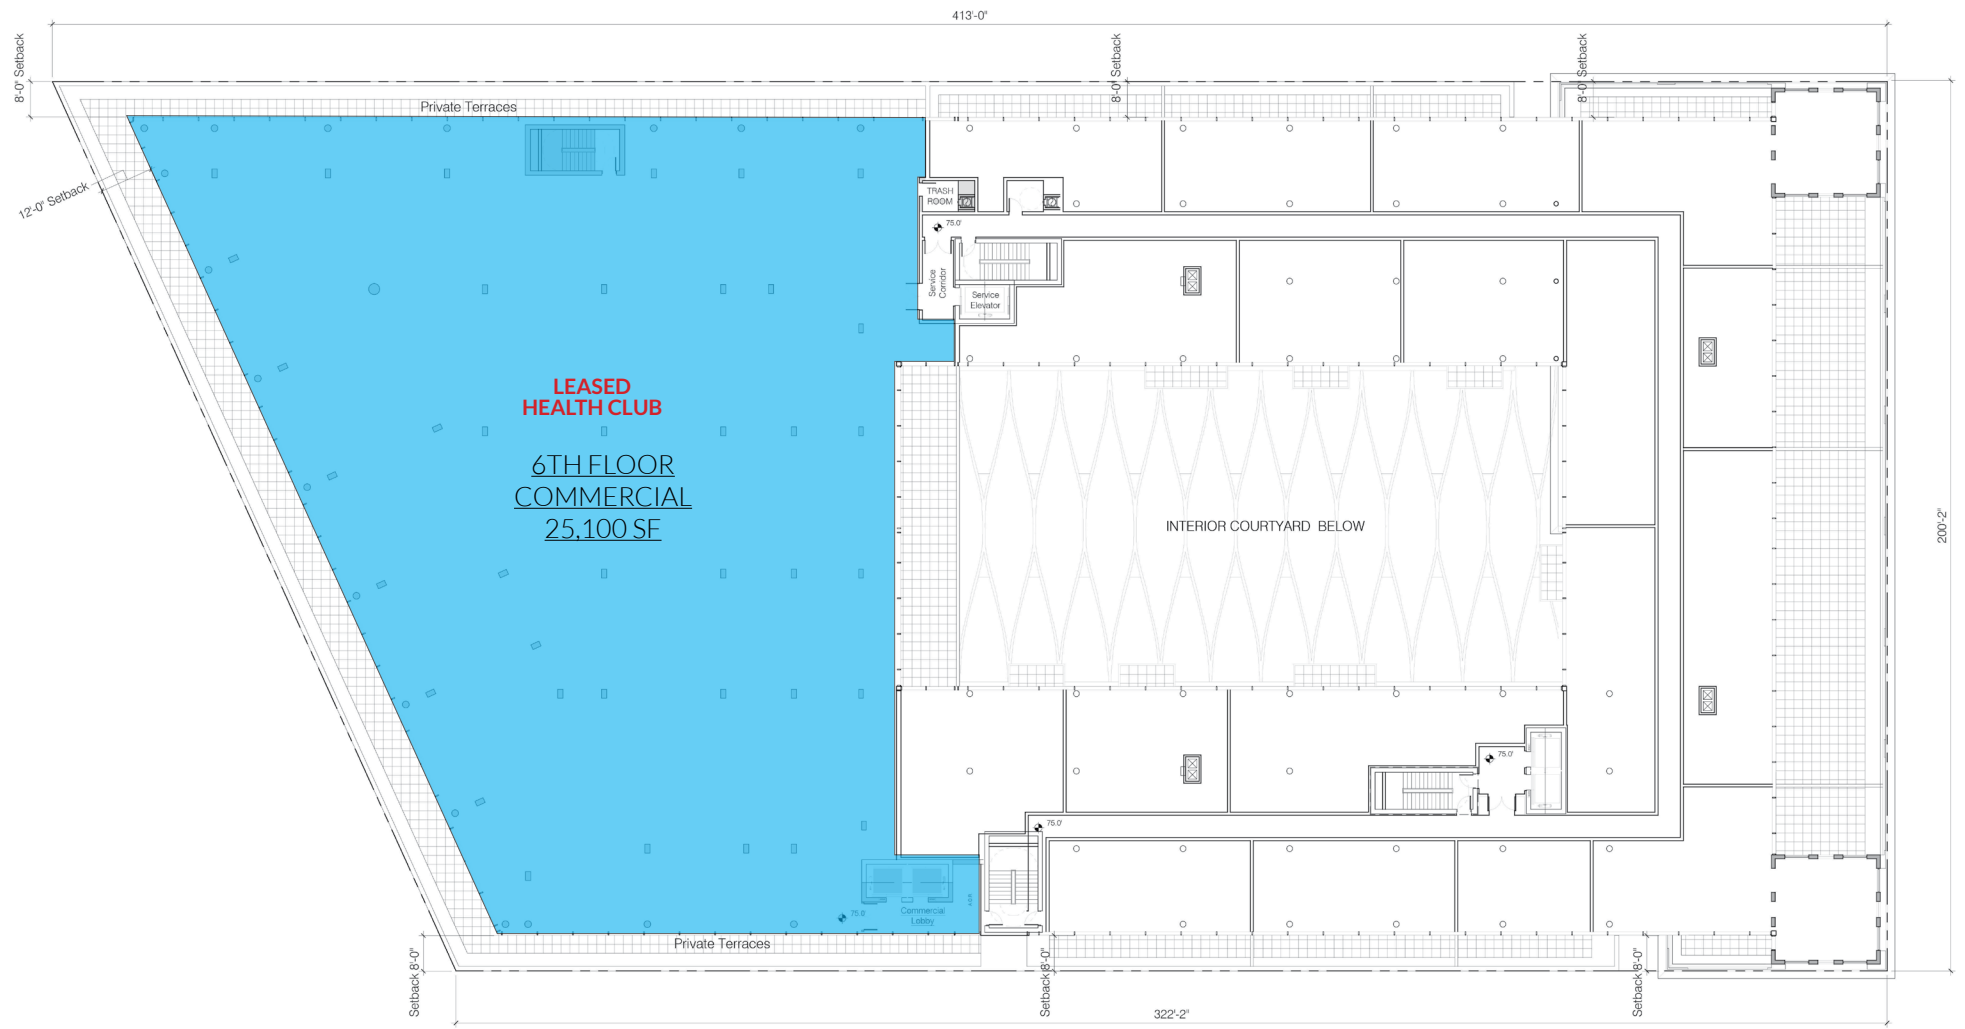 413'-0"
8'-0" Setback
8'-0" Setback
8'-0" Setback
Private Terraces
12'-0" Setback
TRASH
ROOM
75.0'
Service
Corridor
Service
Elevator
LEASED
HEALTH CLUB
6TH FLOOR
COMMERCIAL
25,100 SF
INTERIOR COURTYARD BELOW
200'-2"
75.0'
75.0'
75.0'
Commercial
Lobby
Private Terraces
Setback 8'-0"
Setback 8'-0"
Setback 8'-0"
322'-2"